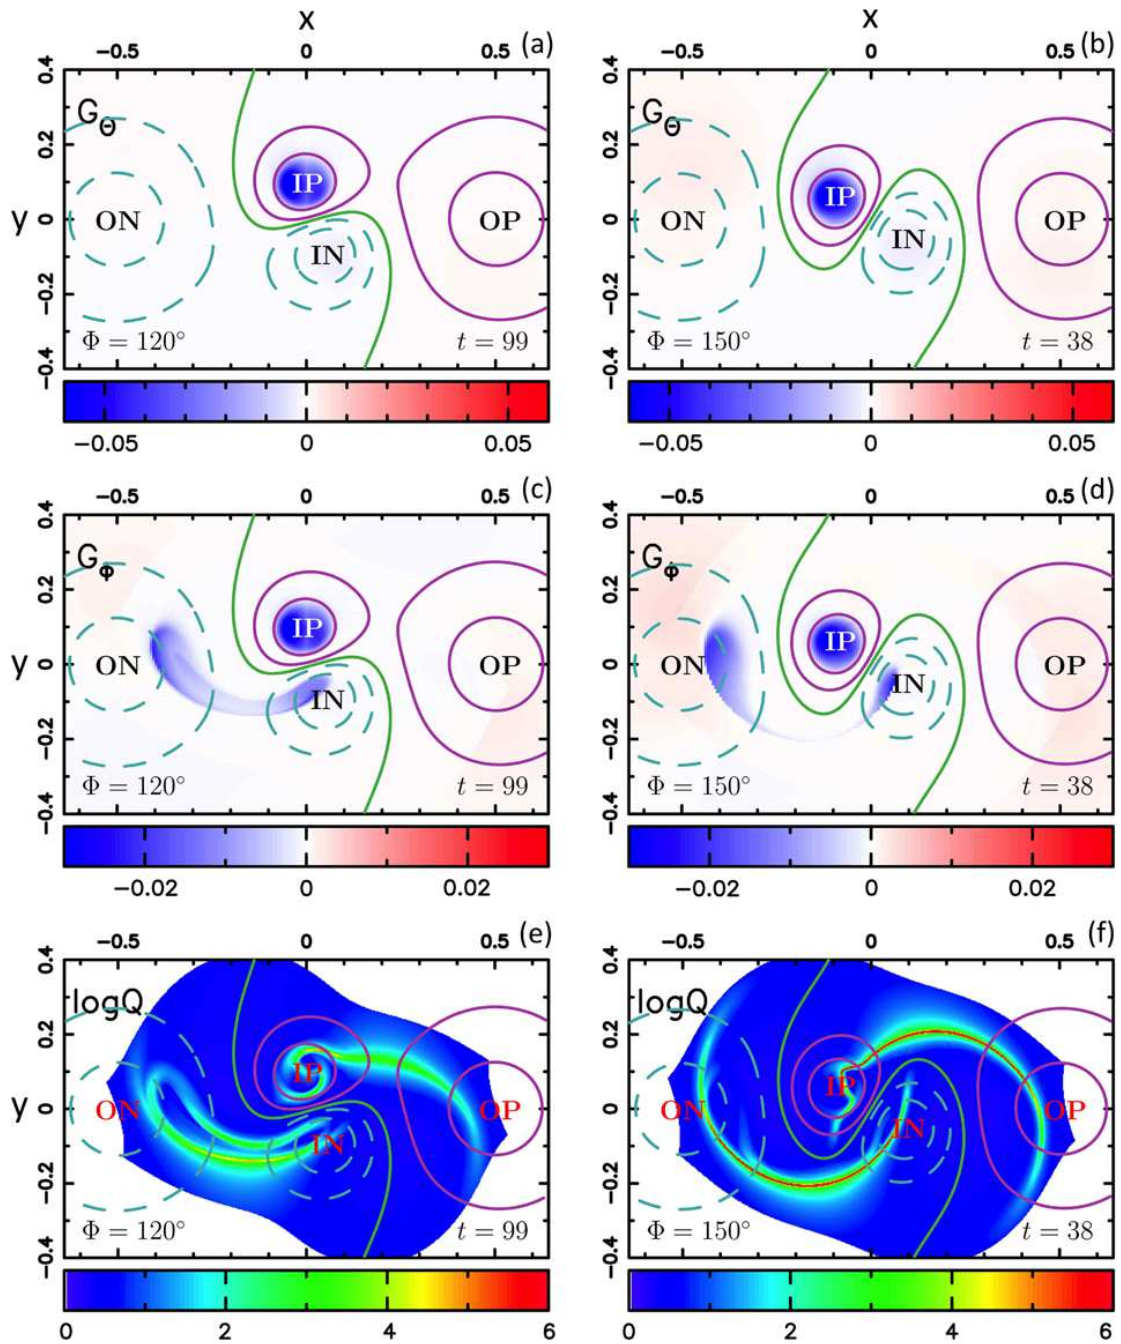 X X
−0.5 0 0.5 (a) −0.5 0 0.5 (b)
0.4 0.2 0 −0.2 −0.4 0.4 0.2 0 −0.2 −0.4
G_Θ G_Θ
IP IP
y ON IN OP ON IN OP
Φ = 120° t = 99 Φ = 150° t = 38
−0.05 0 0.05 −0.05 0 0.05
−0.5 0 0.5 (c) −0.5 0 0.5 (d)
0.4 0.2 0 −0.2 −0.4 0.4 0.2 0 −0.2 −0.4
G_Φ G_Φ
IP IP
y ON IN OP ON IN OP
Φ = 120° t = 99 Φ = 150° t = 38
−0.02 0 0.02 −0.02 0 0.02
−0.5 0 0.5 (e) −0.5 0 0.5 (f)
0.4 0.2 0 −0.2 −0.4 0.4 0.2 0 −0.2 −0.4
logQ logQ
IP IP
y ON IN OP ON IN OP
Φ = 120° t = 99 Φ = 150° t = 38
0 2 4 6 0 2 4 6